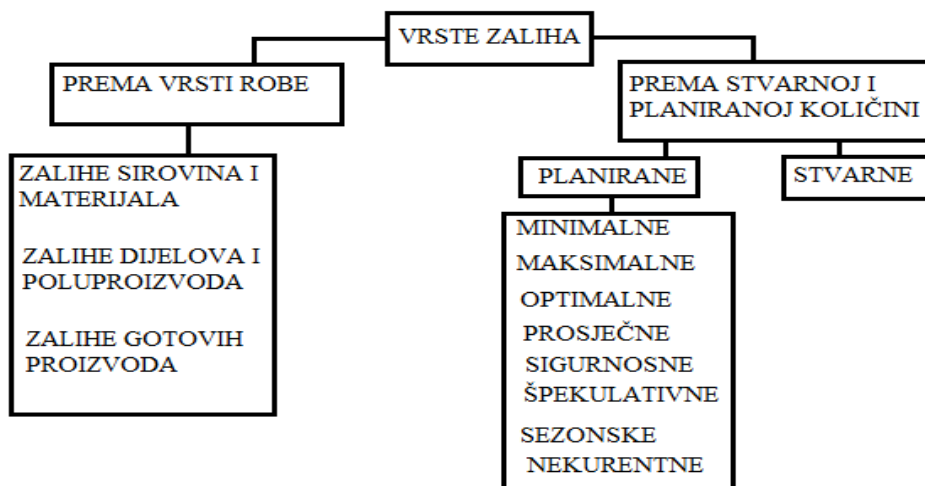 VRSTE ZALIHA
PREMA VRSTI ROBE
ZALIHE SIROVINA I
MATERIJALA
ZALIHE DIJELOVA I
POLUPROIZVODA
ZALIHE GOTOVIH
PROIZVODA
PREMA STVARNOJ I
PLANIRANOJ KOLIČINI
PLANIRANE
STVARNE
MINIMALNE
MAKSIMALNE
OPTIMALNE
PROSJEČNE
SIGURNOSNE
ŠPEKULATIVNE
SEZONSKE
NEKURENTNE